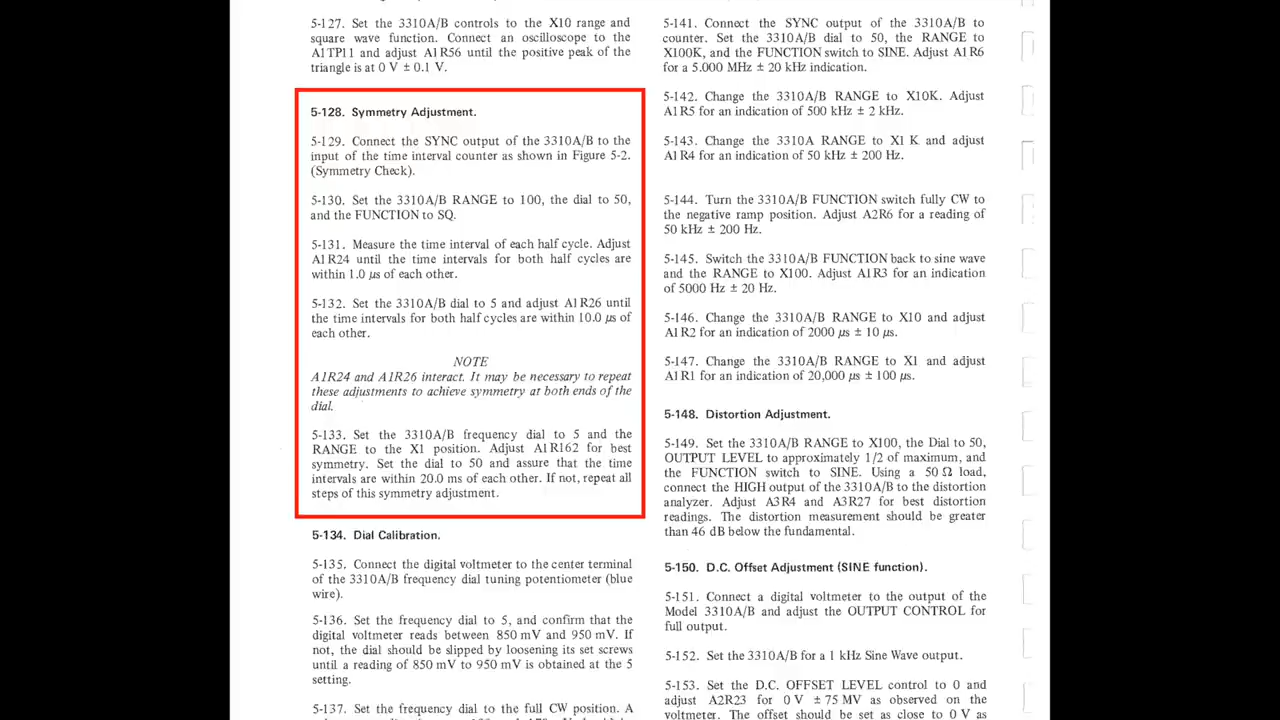 5-127. Set the 3310A/B controls to the X10 range and
square wave function. Connect an oscilloscope to the
A1TP11 and adjust A1R56 until the positive peak of the
triangle is at 0 V ± 0.1 V.
5-128. Symmetry Adjustment.
5-129. Connect the SYNC output of the 3310A/B to the
input of the time interval counter as shown in Figure 5-2.
(Symmetry Check).
5-130. Set the 3310A/B RANGE to 100, the dial to 50,
and the FUNCTION to SQ.
5-131. Measure the time interval of each half cycle. Adjust
A1R24 until the time intervals for both half cycles are
within 1.0 µs of each other.
5-132. Set the 3310A/B dial to 5 and adjust A1R26 until
the time intervals for both half cycles are within 10.0 µs of
each other.
NOTE
A1R24 and A1R26 interact. It may be necessary to repeat
these adjustments to achieve symmetry at both ends of the
dial.
5-133. Set the 3310A/B frequency dial to 5 and the
RANGE to the X1 position. Adjust A1R162 for best
symmetry. Set the dial to 50 and assure that the time
intervals are within 20.0 ms of each other. If not, repeat all
steps of this symmetry adjustment.
5-134. Dial Calibration.
5-135. Connect the digital voltmeter to the center terminal
of the 3310A/B frequency dial tuning potentiometer (blue
wire).
5-136. Set the frequency dial to 5, and confirm that the
digital voltmeter reads between 850 mV and 950 mV. If
not, the dial should be slipped by loosening its set screws
until a reading of 850 mV to 950 mV is obtained at the 5
setting.
5-137. Set the frequency dial to the full CW position. A
5-141. Connect the SYNC output of the 3310A/B to
counter. Set the 3310A/B dial to 50, the RANGE to
X100K, and the FUNCTION switch to SINE. Adjust A1R6
for a 5.000 MHz ± 20 kHz indication.
5-142. Change the 3310A/B RANGE to X10K. Adjust
A1R5 for an indication of 500 kHz ± 2 kHz.
5-143. Change the 3310A RANGE to X1 K and adjust
A1R4 for an indication of 50 kHz ± 200 Hz.
5-144. Turn the 3310A/B FUNCTION switch fully CW to
the negative ramp position. Adjust A2R6 for a reading of
50 kHz ± 200 Hz.
5-145. Switch the 3310A/B FUNCTION back to sine wave
and the RANGE to X100. Adjust A1R3 for an indication
of 5000 Hz ± 20 Hz.
5-146. Change the 3310A/B RANGE to X10 and adjust
A1R2 for an indication of 2000 µs ± 10 µs.
5-147. Change the 3310A/B RANGE to X1 and adjust
A1R1 for an indication of 20,000 µs ± 100 µs.
5-148. Distortion Adjustment.
5-149. Set the 3310A/B RANGE to X100, the Dial to 50,
OUTPUT LEVEL to approximately 1/2 of maximum, and
the FUNCTION switch to SINE. Using a 50 Ω load,
connect the HIGH output of the 3310A/B to the distortion
analyzer. Adjust A3R4 and A3R27 for best distortion
readings. The distortion measurement should be greater
than 46 dB below the fundamental.
5-150. D.C. Offset Adjustment (SINE function).
5-151. Connect a digital voltmeter to the output of the
Model 3310A/B and adjust the OUTPUT CONTROL for
full output.
5-152. Set the 3310A/B for a 1 kHz Sine Wave output.
5-153. Set the D.C. OFFSET LEVEL control to 0 and
adjust A2R23 for 0 V ± 75 MV as observed on the
voltmeter. The offset should be set as close to 0 V as